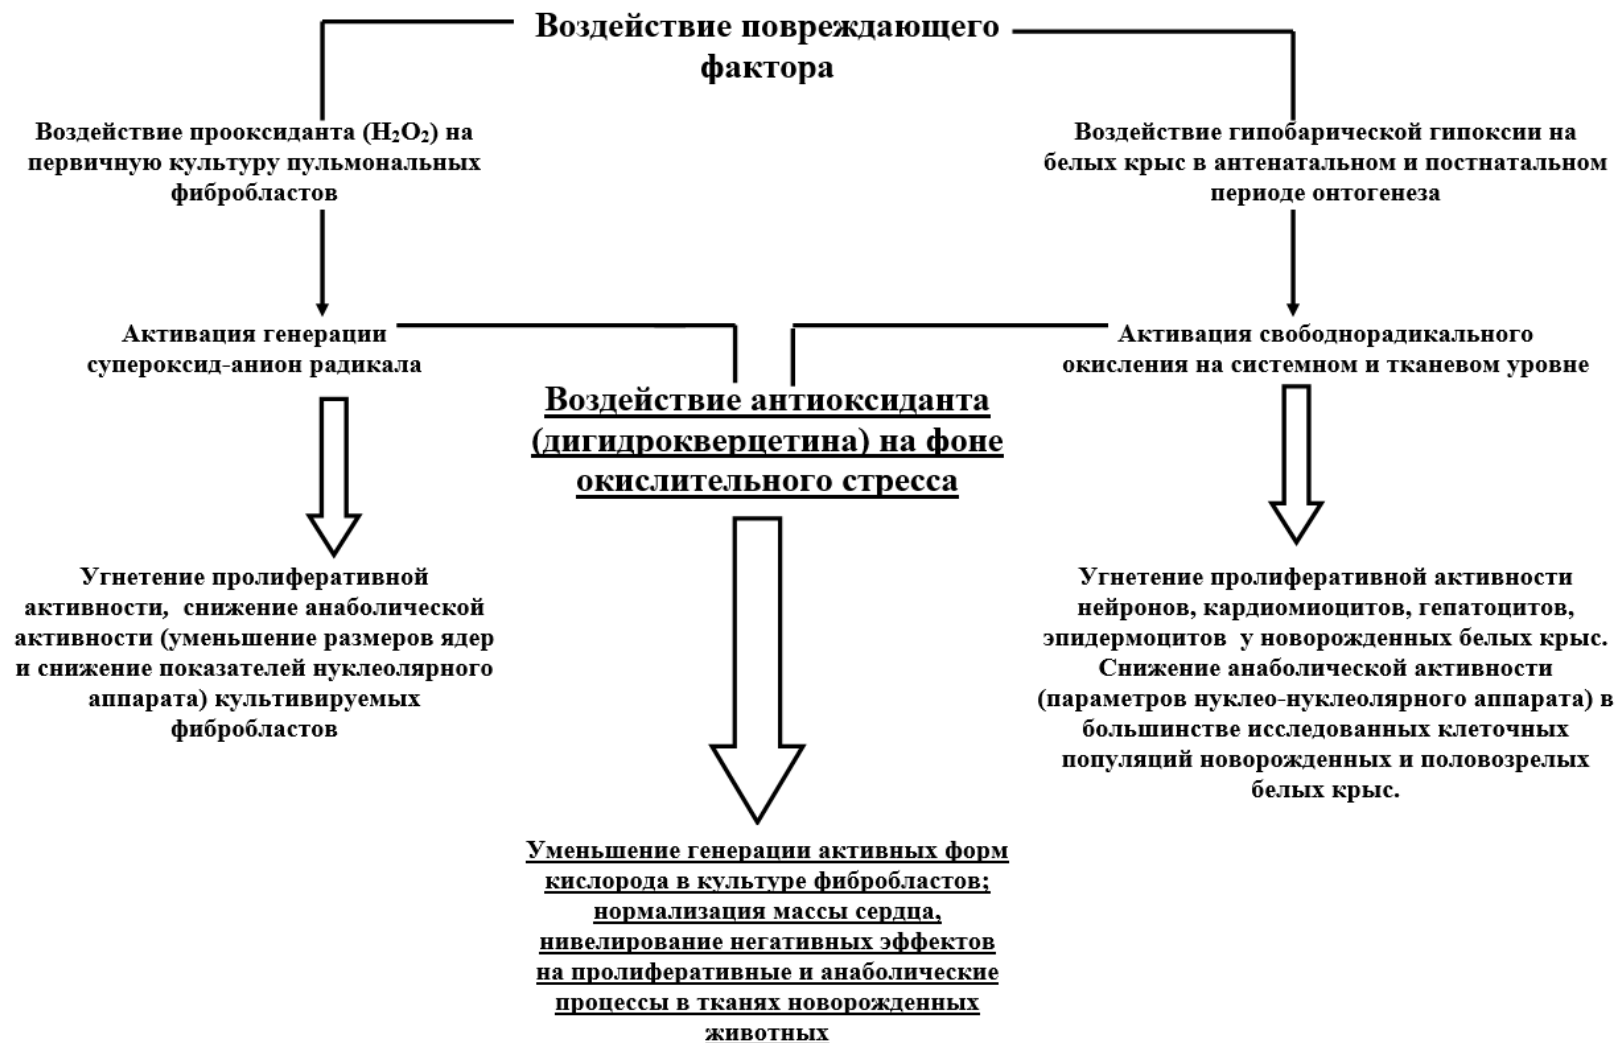 Воздействие повреждающего
фактора
Воздействие прооксиданта (H₂O₂) на
первичную культуру пульмональных
фибробластов
Воздействие гипобарической гипоксии на
белых крыс в антенатальном и постнатальном
периоде онтогенеза
Активация генерации
супероксид-анион радикала
Активация свободнорадикального
окисления на системном и тканевом уровне
Воздействие антиоксиданта
(дигидрокверцетина) на фоне
окислительного стресса
Угнетение пролиферативной
активности, снижение анаболической
активности (уменьшение размеров ядер
и снижение показателей нуклеолярного
аппарата) культивируемых
фибробластов
Угнетение пролиферативной активности
нейронов, кардиомиоцитов, гепатоцитов,
эпидермоцитов у новорожденных белых крыс.
Снижение анаболической активности
(параметров нуклео-нуклеолярного аппарата) в
большинстве исследованных клеточных
популяций новорожденных и половозрелых
белых крыс.
Уменьшение генерации активных форм
кислорода в культуре фибробластов;
нормализация массы сердца,
нивелирование негативных эффектов
на пролиферативные и анаболические
процессы в тканях новорожденных
животных